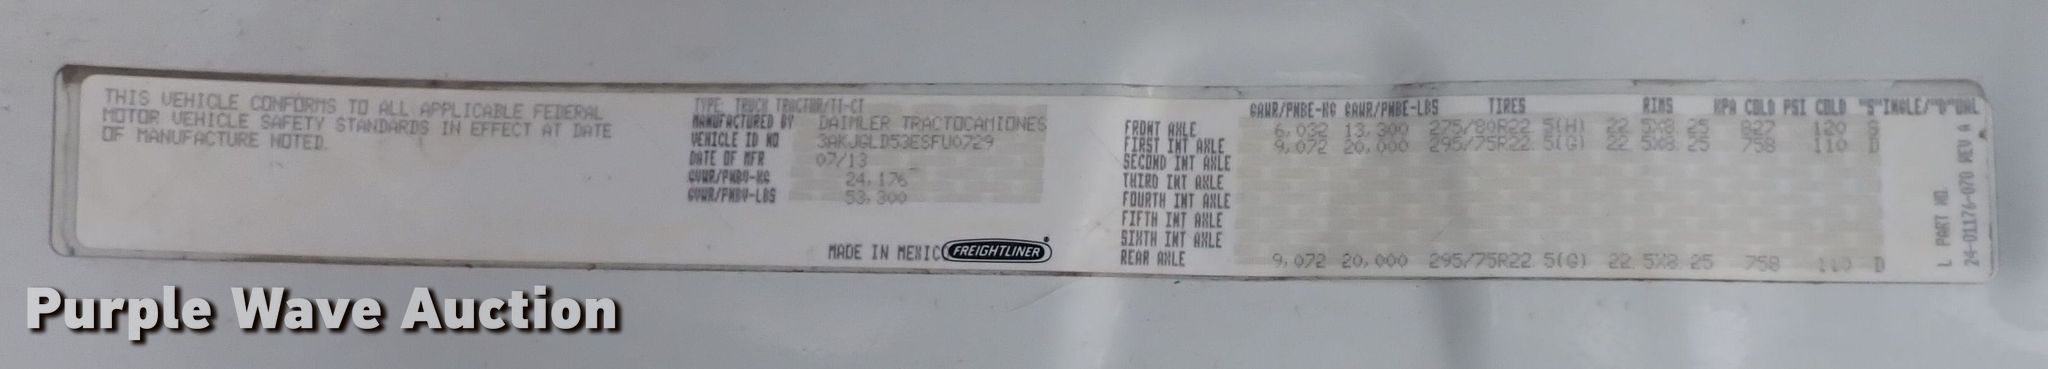 THIS VEHICLE CONFORMS TO ALL APPLICABLE FEDERAL
MOTOR VEHICLE SAFETY STANDARDS IN EFFECT AT DATE
OF MANUFACTURE NOTED.
TYPE: TRUCK TRACTOR/TI-CT
MANUFACTURED BY DAIMLER TRACTOCAMIONES
VEHICLE ID NO 3AKJGLD53ESFU0729
DATE OF MFR 07/13
GVWR/PNBV-KG 24,176
GVWR/PNBV-LBS 53,300
MADE IN MEXICO
FREIGHTLINER
GAWR/PNBE-KG GAWR/PNBE-LBS TIRES RIMS KPA COLD PSI COLD "S"INGLE/"D"UAL
FRONT AXLE 6,032 13,300 275/80R22.5(H) 22.5X8.25 827 120 S
FIRST INT AXLE 9,072 20,000 295/75R22.5(G) 22.5X8.25 758 110 D
SECOND INT AXLE
THIRD INT AXLE
FOURTH INT AXLE
FIFTH INT AXLE
SIXTH INT AXLE
REAR AXLE 9,072 20,000 295/75R22.5(G) 22.5X8.25 758 110 D
L PART NO.
24-01176-070 REV A
Purple Wave Auction